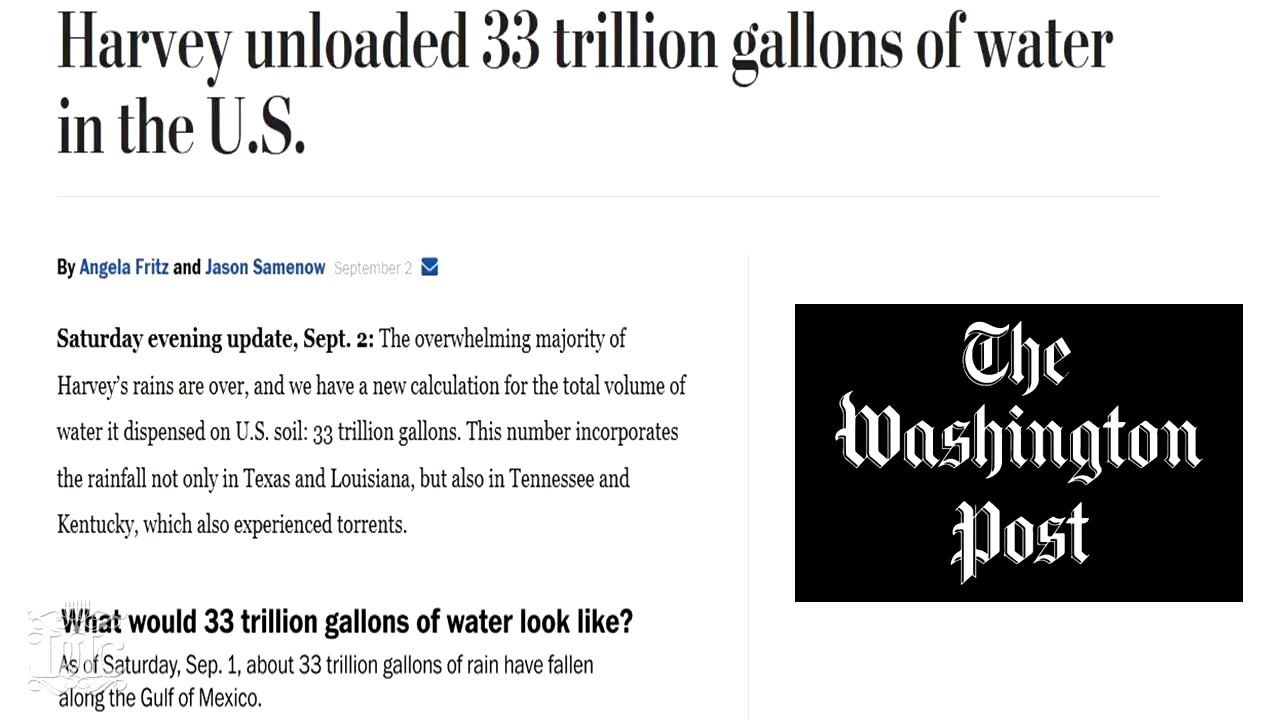 Harvey unloaded 33 trillion gallons of water
in the U.S.
By Angela Fritz and Jason Samenow September 2
Saturday evening update, Sept. 2: The overwhelming majority of
Harvey's rains are over, and we have a new calculation for the total volume of
water it dispensed on U.S. soil: 33 trillion gallons. This number incorporates
the rainfall not only in Texas and Louisiana, but also in Tennessee and
Kentucky, which also experienced torrents.
What would 33 trillion gallons of water look like?
As of Saturday, Sep. 1, about 33 trillion gallons of rain have fallen
along the Gulf of Mexico.
The
Washington
Post